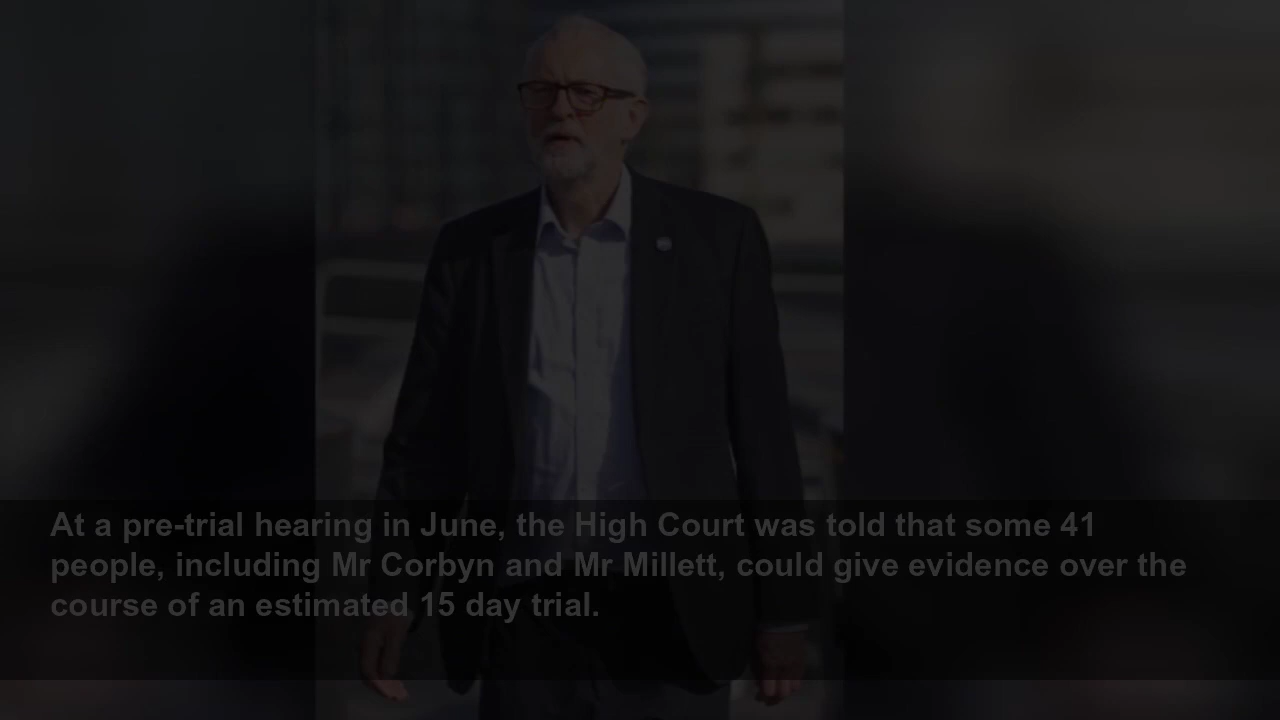 At a pre-trial hearing in June, the High Court was told that some 41
people, including Mr Corbyn and Mr Millett, could give evidence over the
course of an estimated 15 day trial.